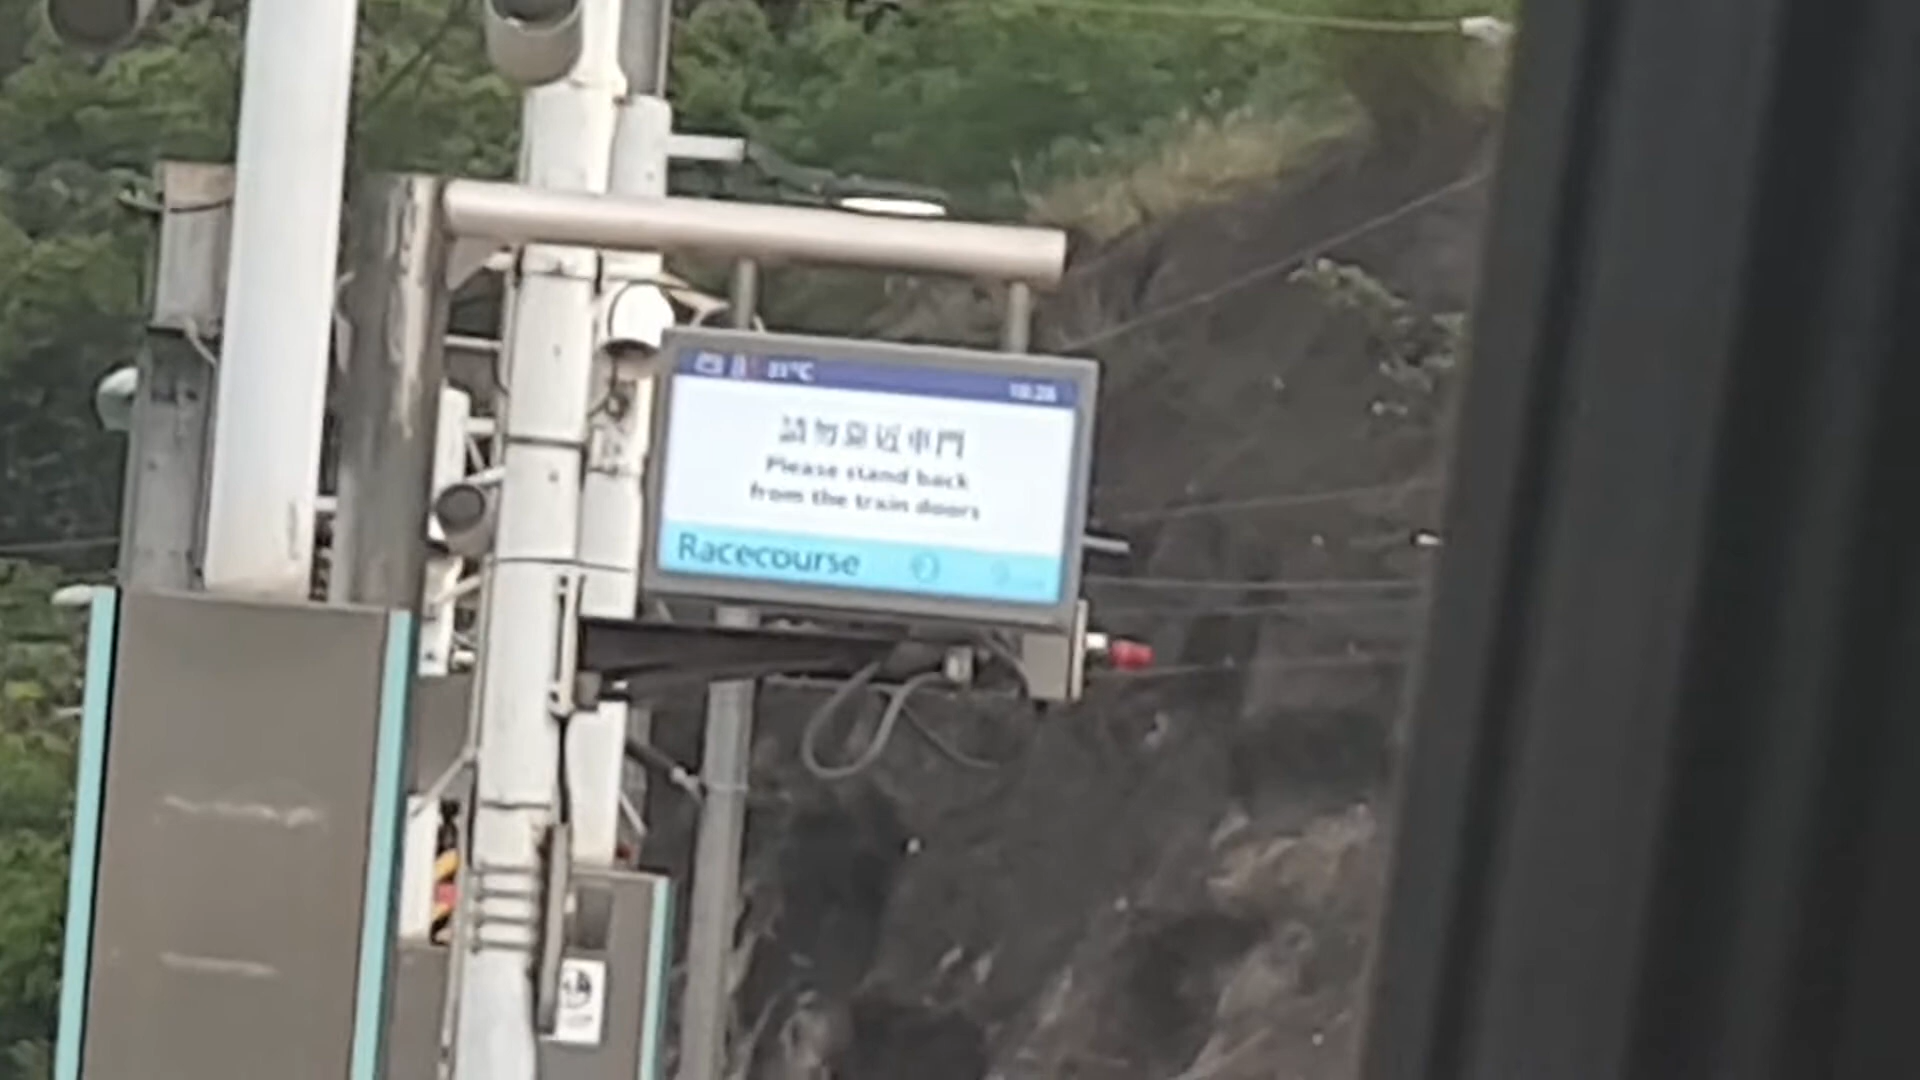 請勿靠近車門
Please stand back
from the train doors
Racecourse